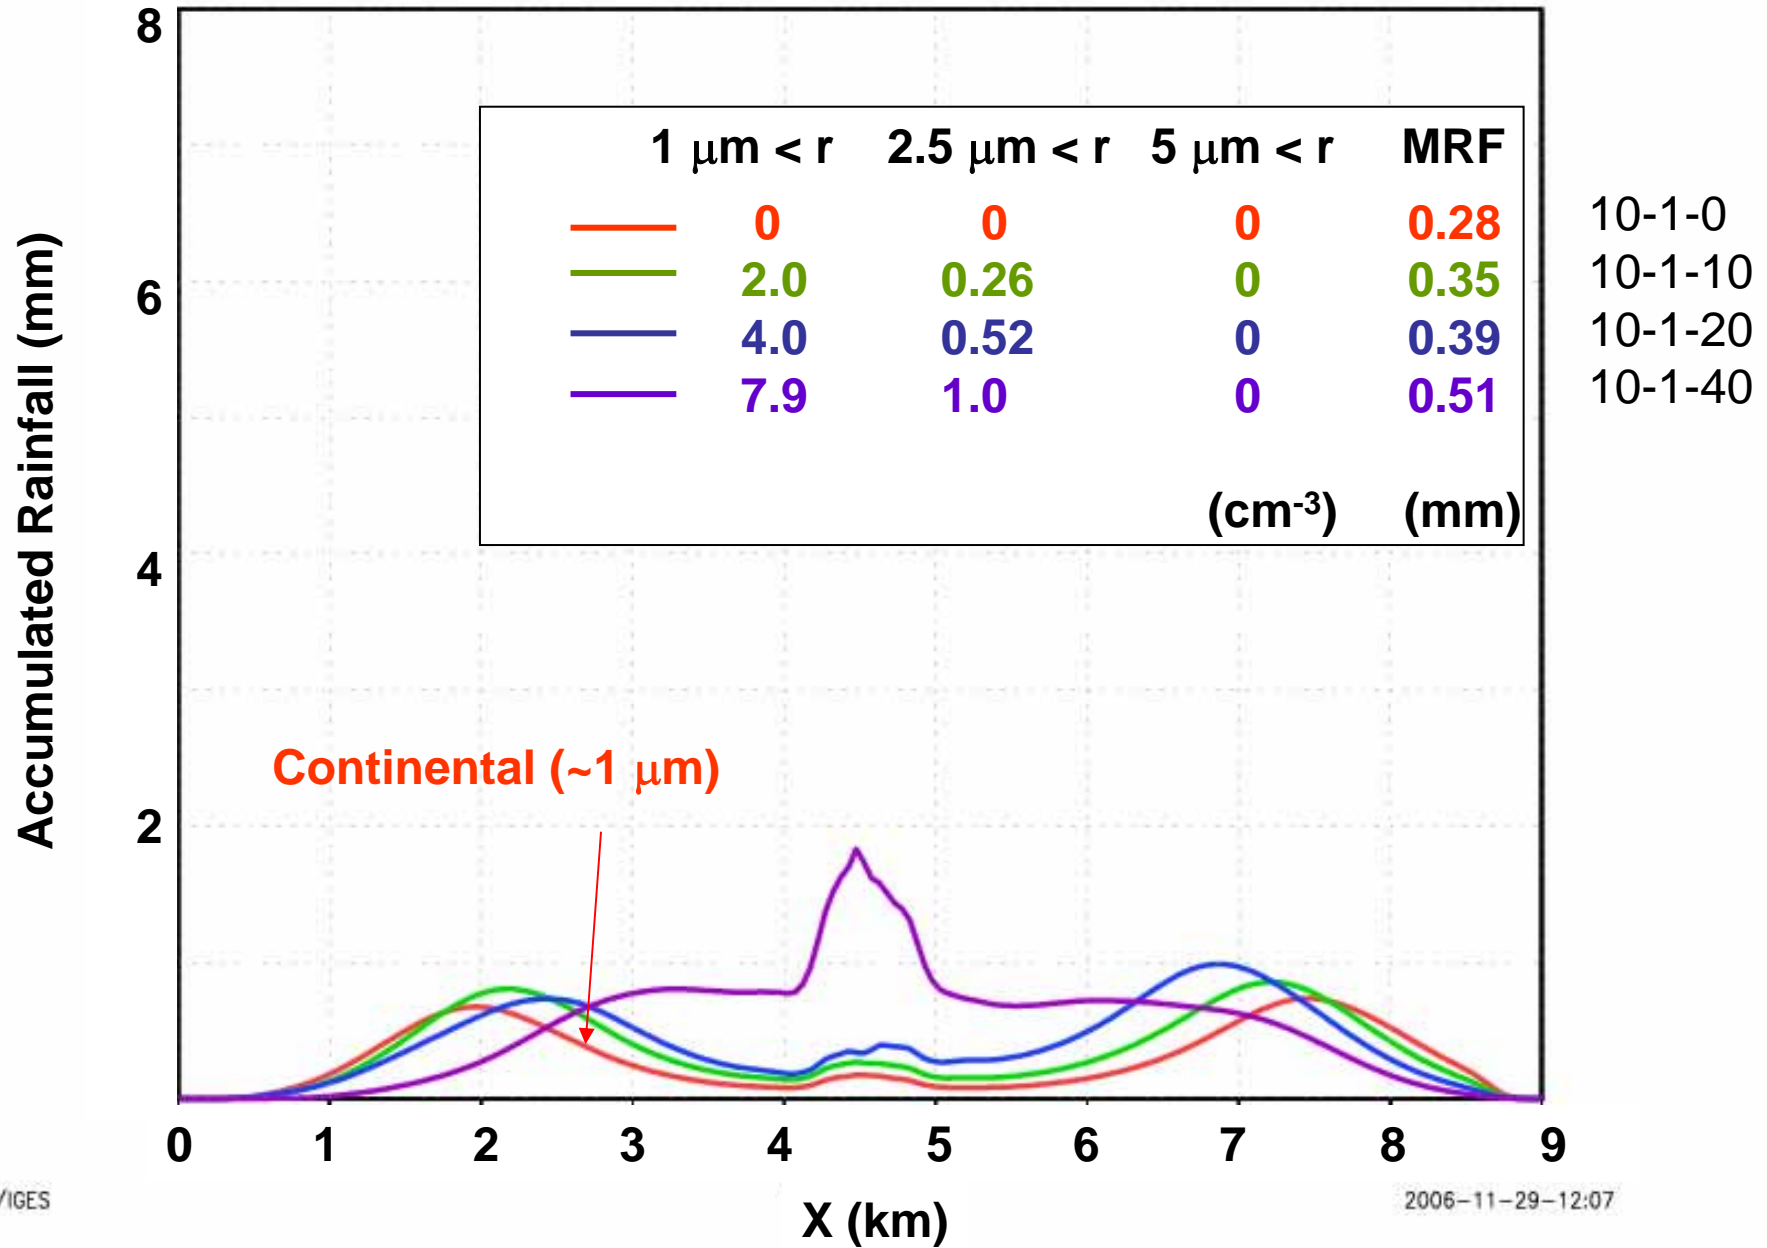 8
6
4
2
Accumulated Rainfall (mm)
1 μm < r 2.5 μm < r 5 μm < r MRF
0 0 0 0.28 10-1-0
2.0 0.26 0 0.35 10-1-10
4.0 0.52 0 0.39 10-1-20
7.9 1.0 0 0.51 10-1-40
(cm-3) (mm)
Continental (~1 μm)
0 1 2 3 4 5 6 7 8 9
X (km)
/IGES
2006-11-29-12:07